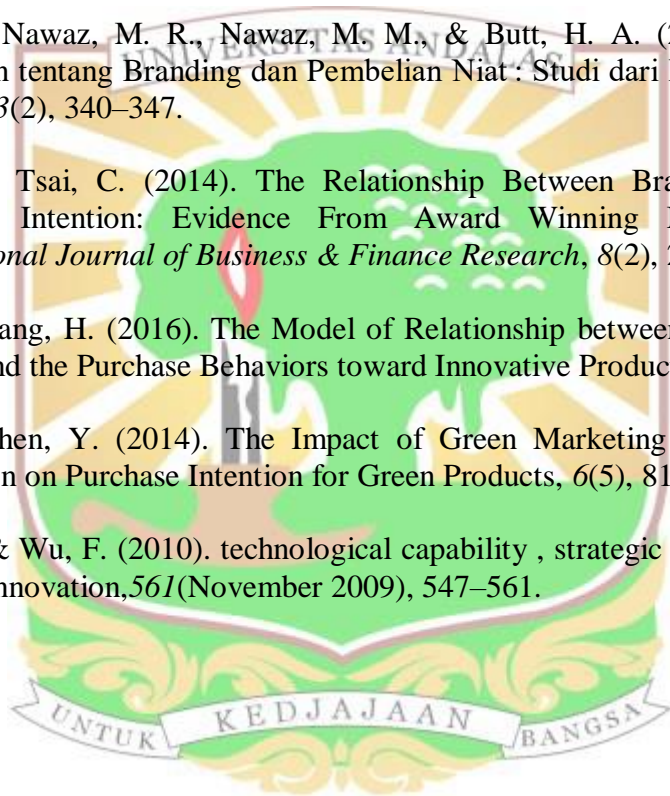 Nawaz, M. R., Nawaz, M. M., & Butt, H. A. (
UNIVERSITAS ANDALAS
n tentang Branding dan Pembelian Niat : Studi dari
3(2), 340–347.
Tsai, C. (2014). The Relationship Between Bra
Intention: Evidence From Award Winning
onal Journal of Business & Finance Research, 8(2),
ang, H. (2016). The Model of Relationship between
nd the Purchase Behaviors toward Innovative Produc
hen, Y. (2014). The Impact of Green Marketing
n on Purchase Intention for Green Products, 6(5), 81
& Wu, F. (2010). technological capability , strategic
nnovation,561(November 2009), 547–561.
UNTUK KEDJAJAAN BANGSA